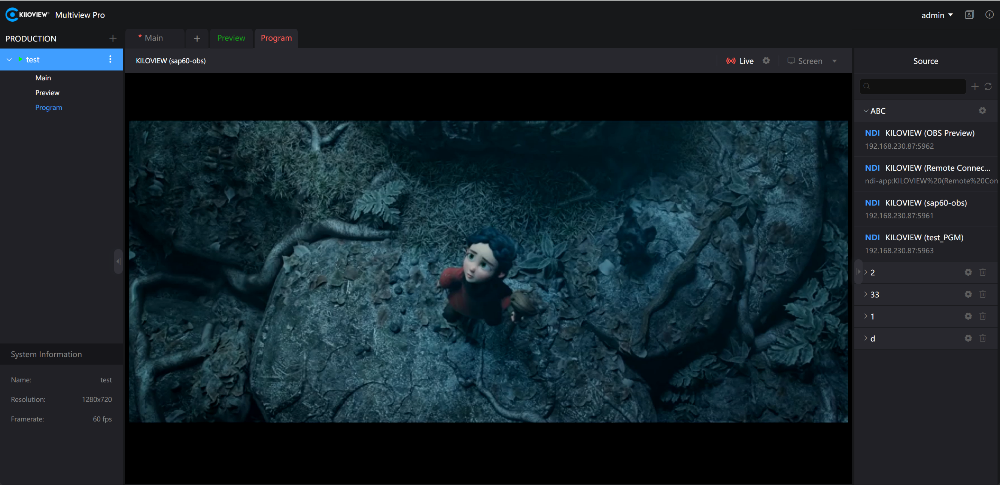 KILOVIEW® Multiview Pro
admin
PRODUCTION
* Main
Preview
Program
test
Main
Preview
Program
KILOVIEW (sap60-obs)
Live
Screen
System Information
Name: test
Resolution: 1280x720
Framerate: 60 fps
Source
ABC
NDI KILOVIEW (OBS Preview)
192.168.230.87:5962
NDI KILOVIEW (Remote Connec...
ndi-app:KILOVIEW%20(Remote%20Con
NDI KILOVIEW (sap60-obs)
192.168.230.87:5961
NDI KILOVIEW (test_PGM)
192.168.230.87:5963
2
33
1
d